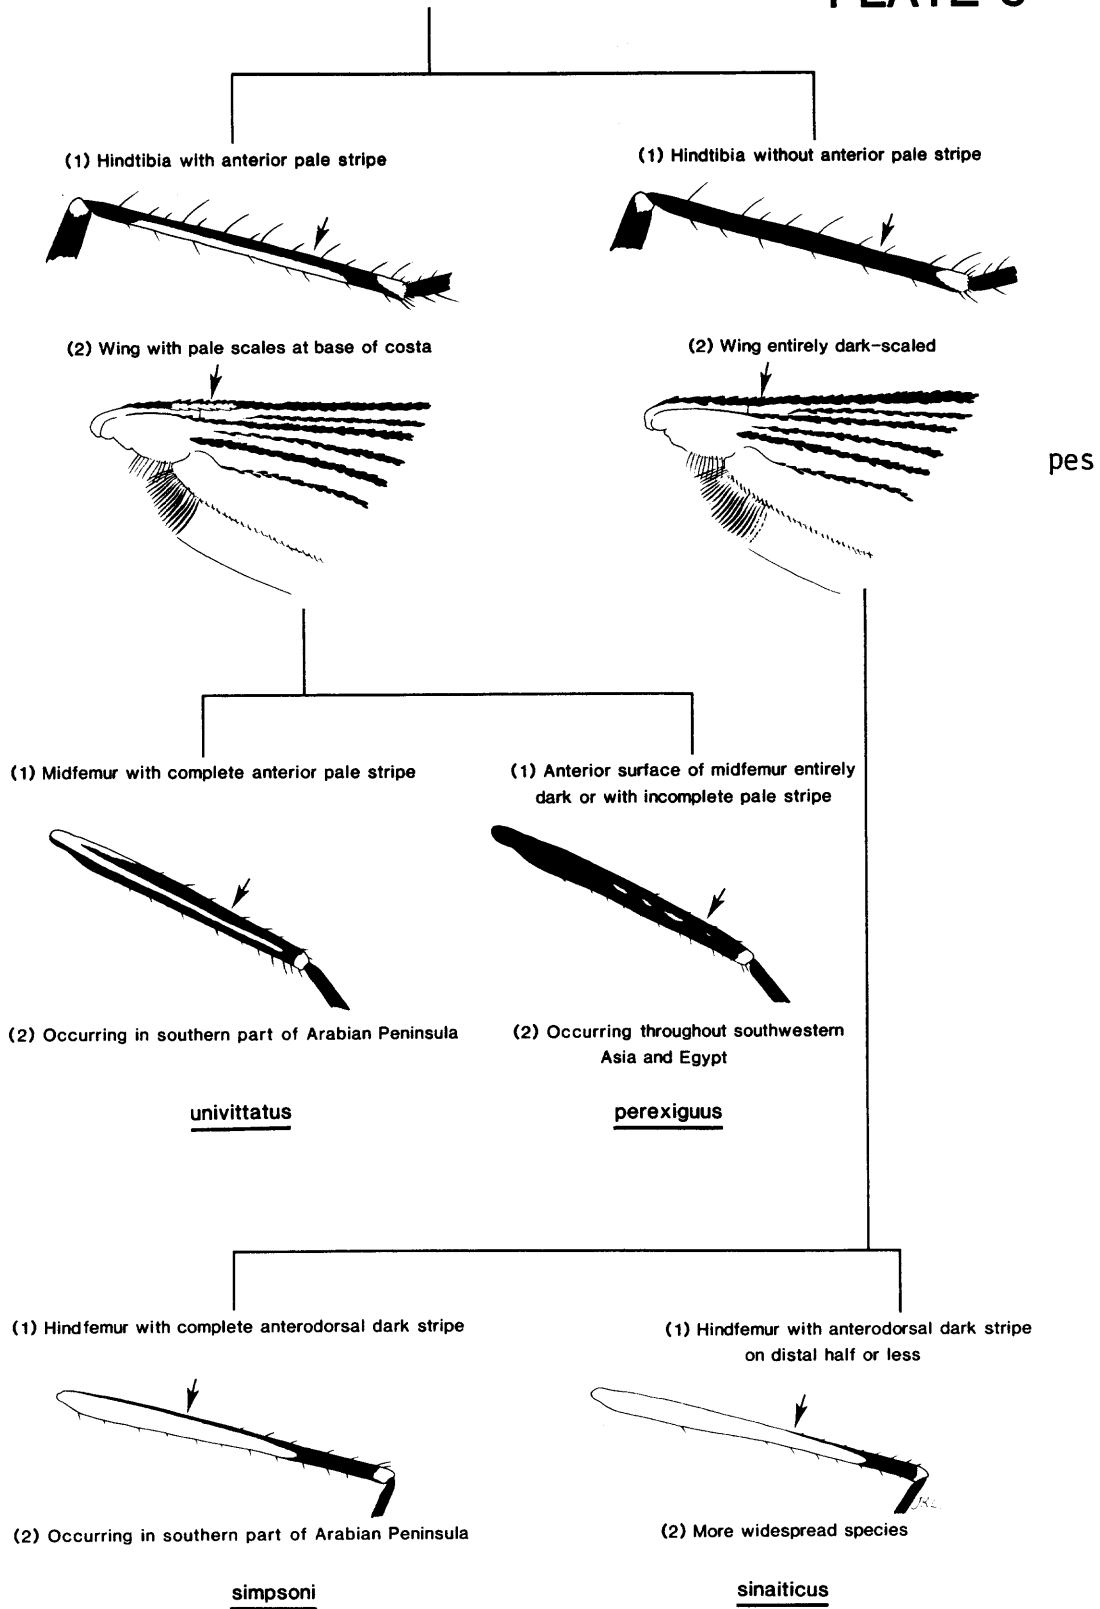 (1) Hindtibia with anterior pale stripe
(1) Hindtibia without anterior pale stripe
(2) Wing with pale scales at base of costa
(2) Wing entirely dark-scaled
pes
(1) Midfemur with complete anterior pale stripe
(1) Anterior surface of midfemur entirely
dark or with incomplete pale stripe
(2) Occurring in southern part of Arabian Peninsula
(2) Occurring throughout southwestern
Asia and Egypt
univittatus
perexiguus
(1) Hindfemur with complete anterodorsal dark stripe
(1) Hindfemur with anterodorsal dark stripe
on distal half or less
(2) Occurring in southern part of Arabian Peninsula
(2) More widespread species
simpsoni
sinaiticus